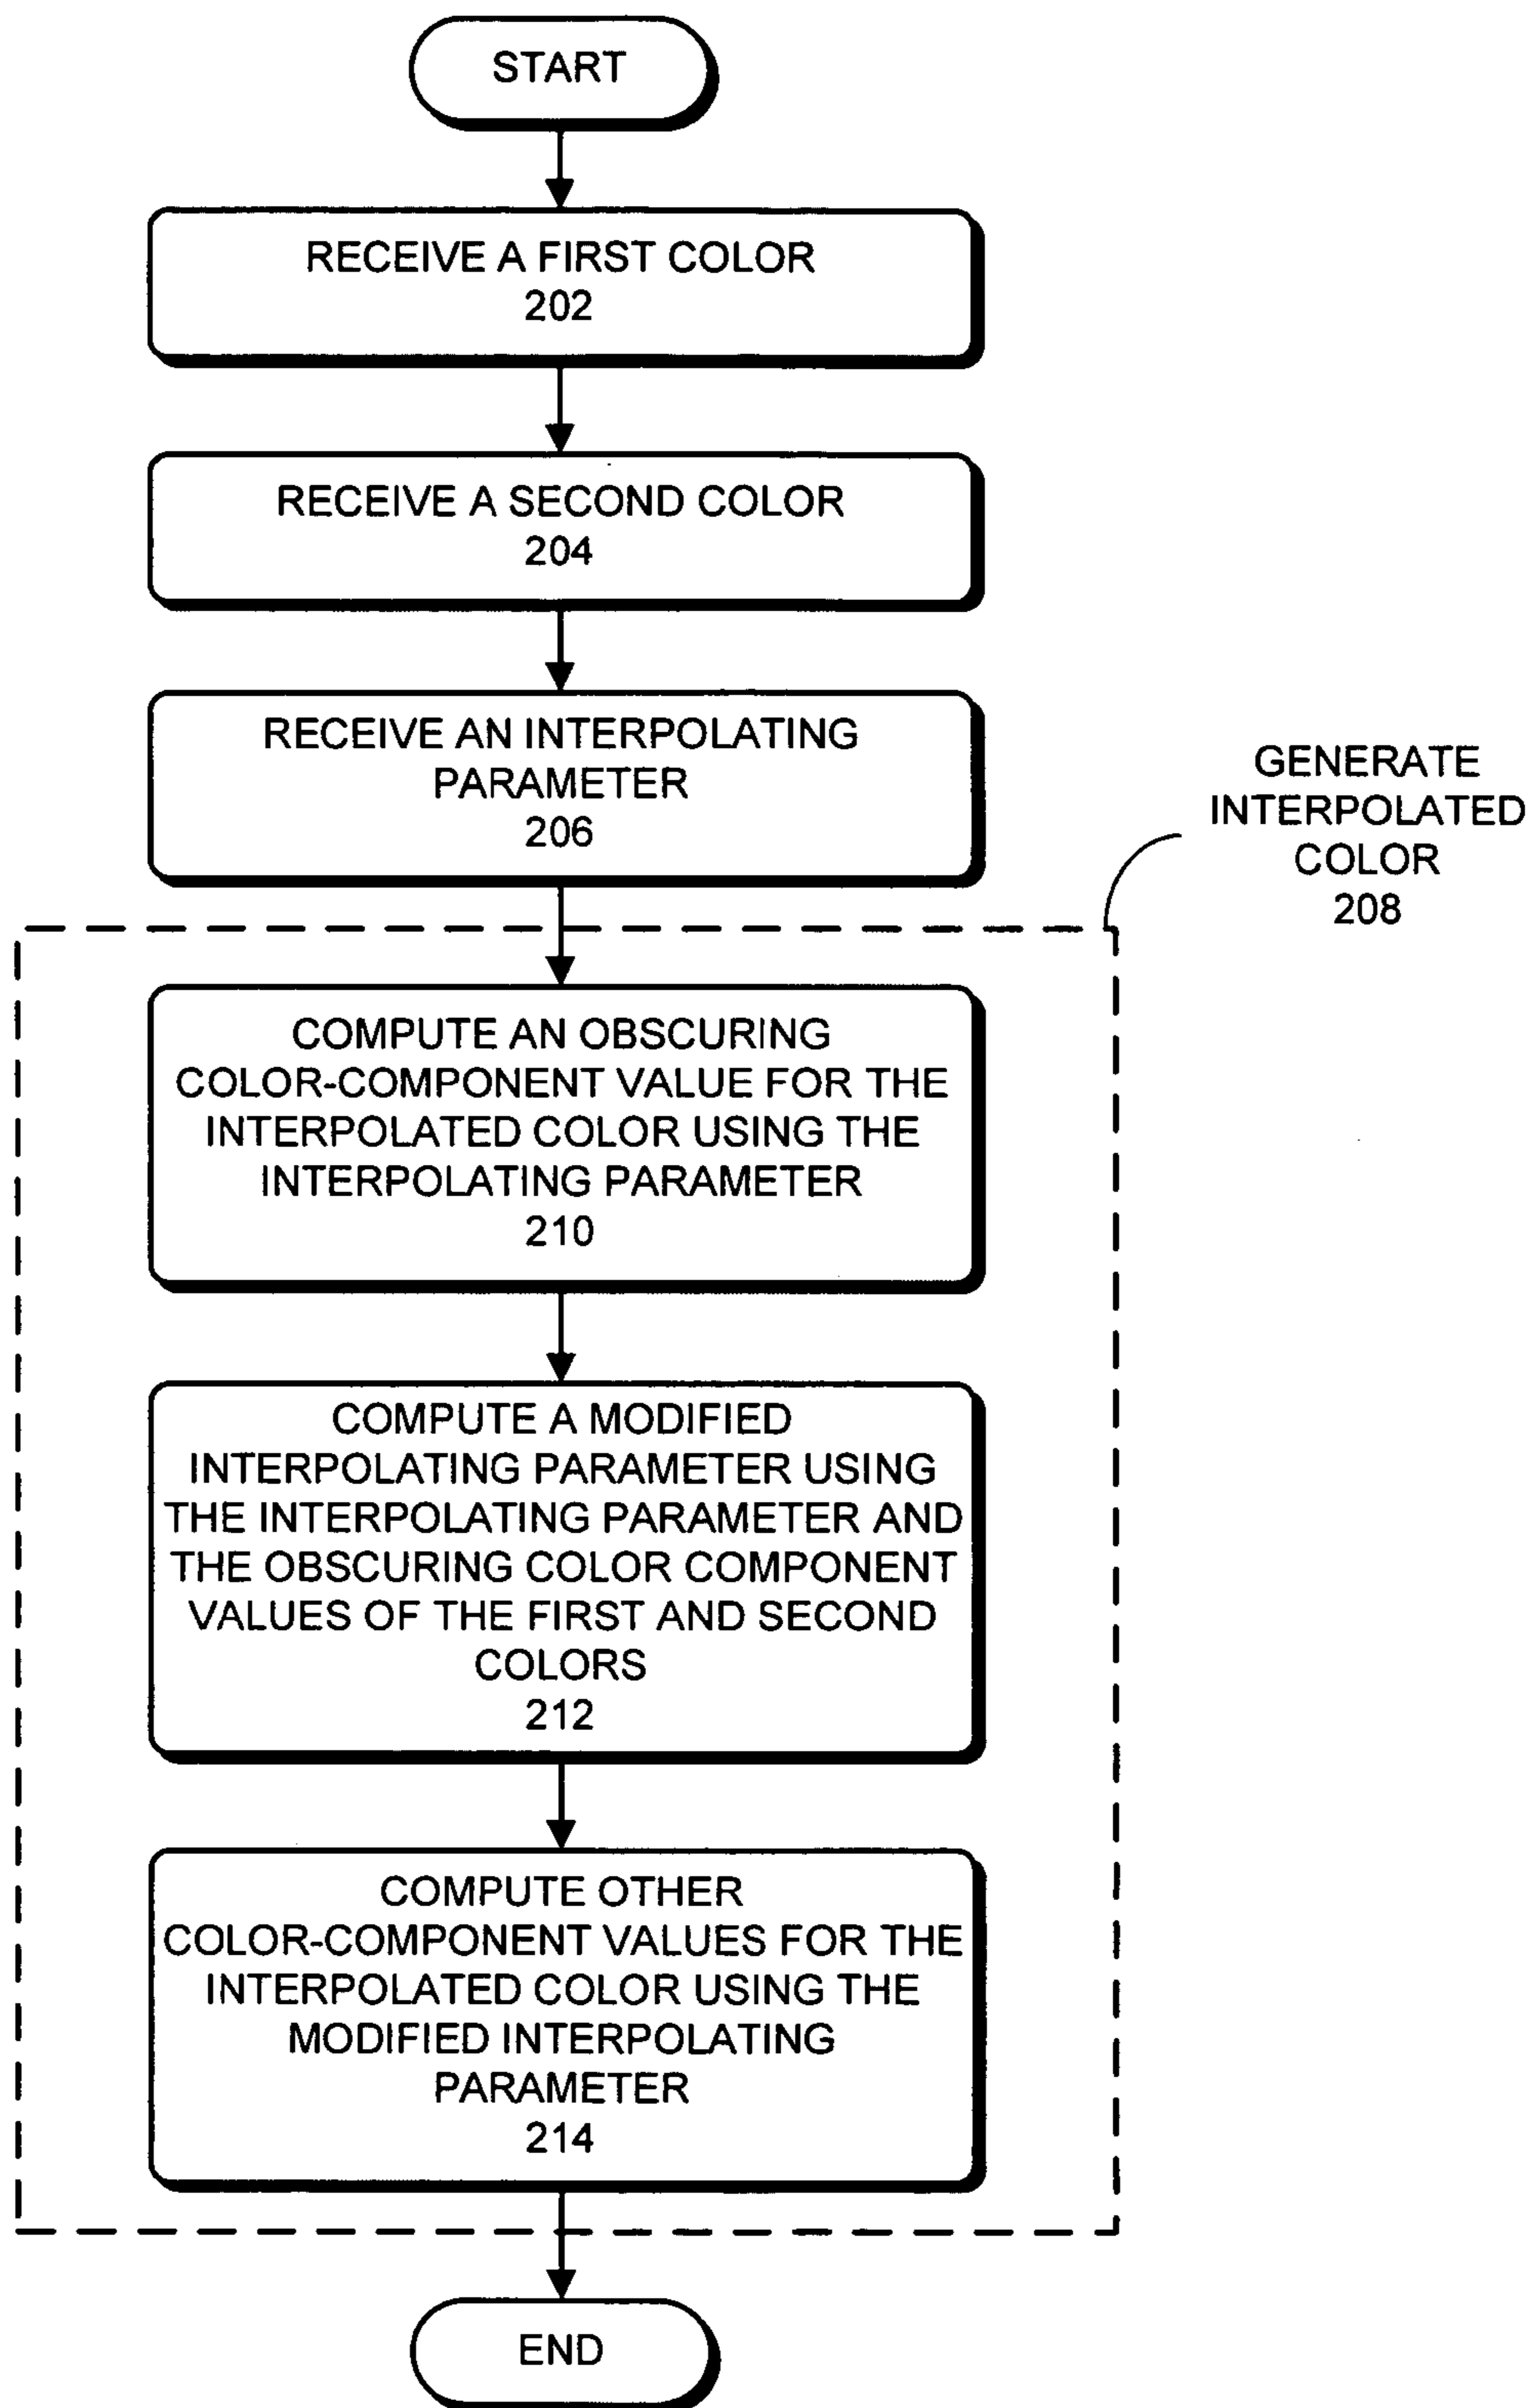 START
RECEIVE A FIRST COLOR
202
RECEIVE A SECOND COLOR
204
RECEIVE AN INTERPOLATING
PARAMETER
206
GENERATE
INTERPOLATED
COLOR
208
COMPUTE AN OBSCURING
COLOR-COMPONENT VALUE FOR THE
INTERPOLATED COLOR USING THE
INTERPOLATING PARAMETER
210
COMPUTE A MODIFIED
INTERPOLATING PARAMETER USING
THE INTERPOLATING PARAMETER AND
THE OBSCURING COLOR COMPONENT
VALUES OF THE FIRST AND SECOND
COLORS
212
COMPUTE OTHER
COLOR-COMPONENT VALUES FOR THE
INTERPOLATED COLOR USING THE
MODIFIED INTERPOLATING
PARAMETER
214
END